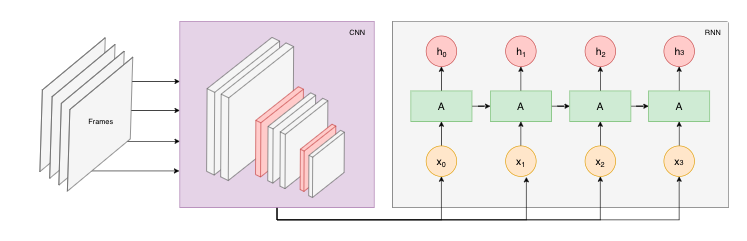 Frames
CNN
RNN
h₀ h₁ h₂ h₃
A A A A
x₀ x₁ x₂ x₃